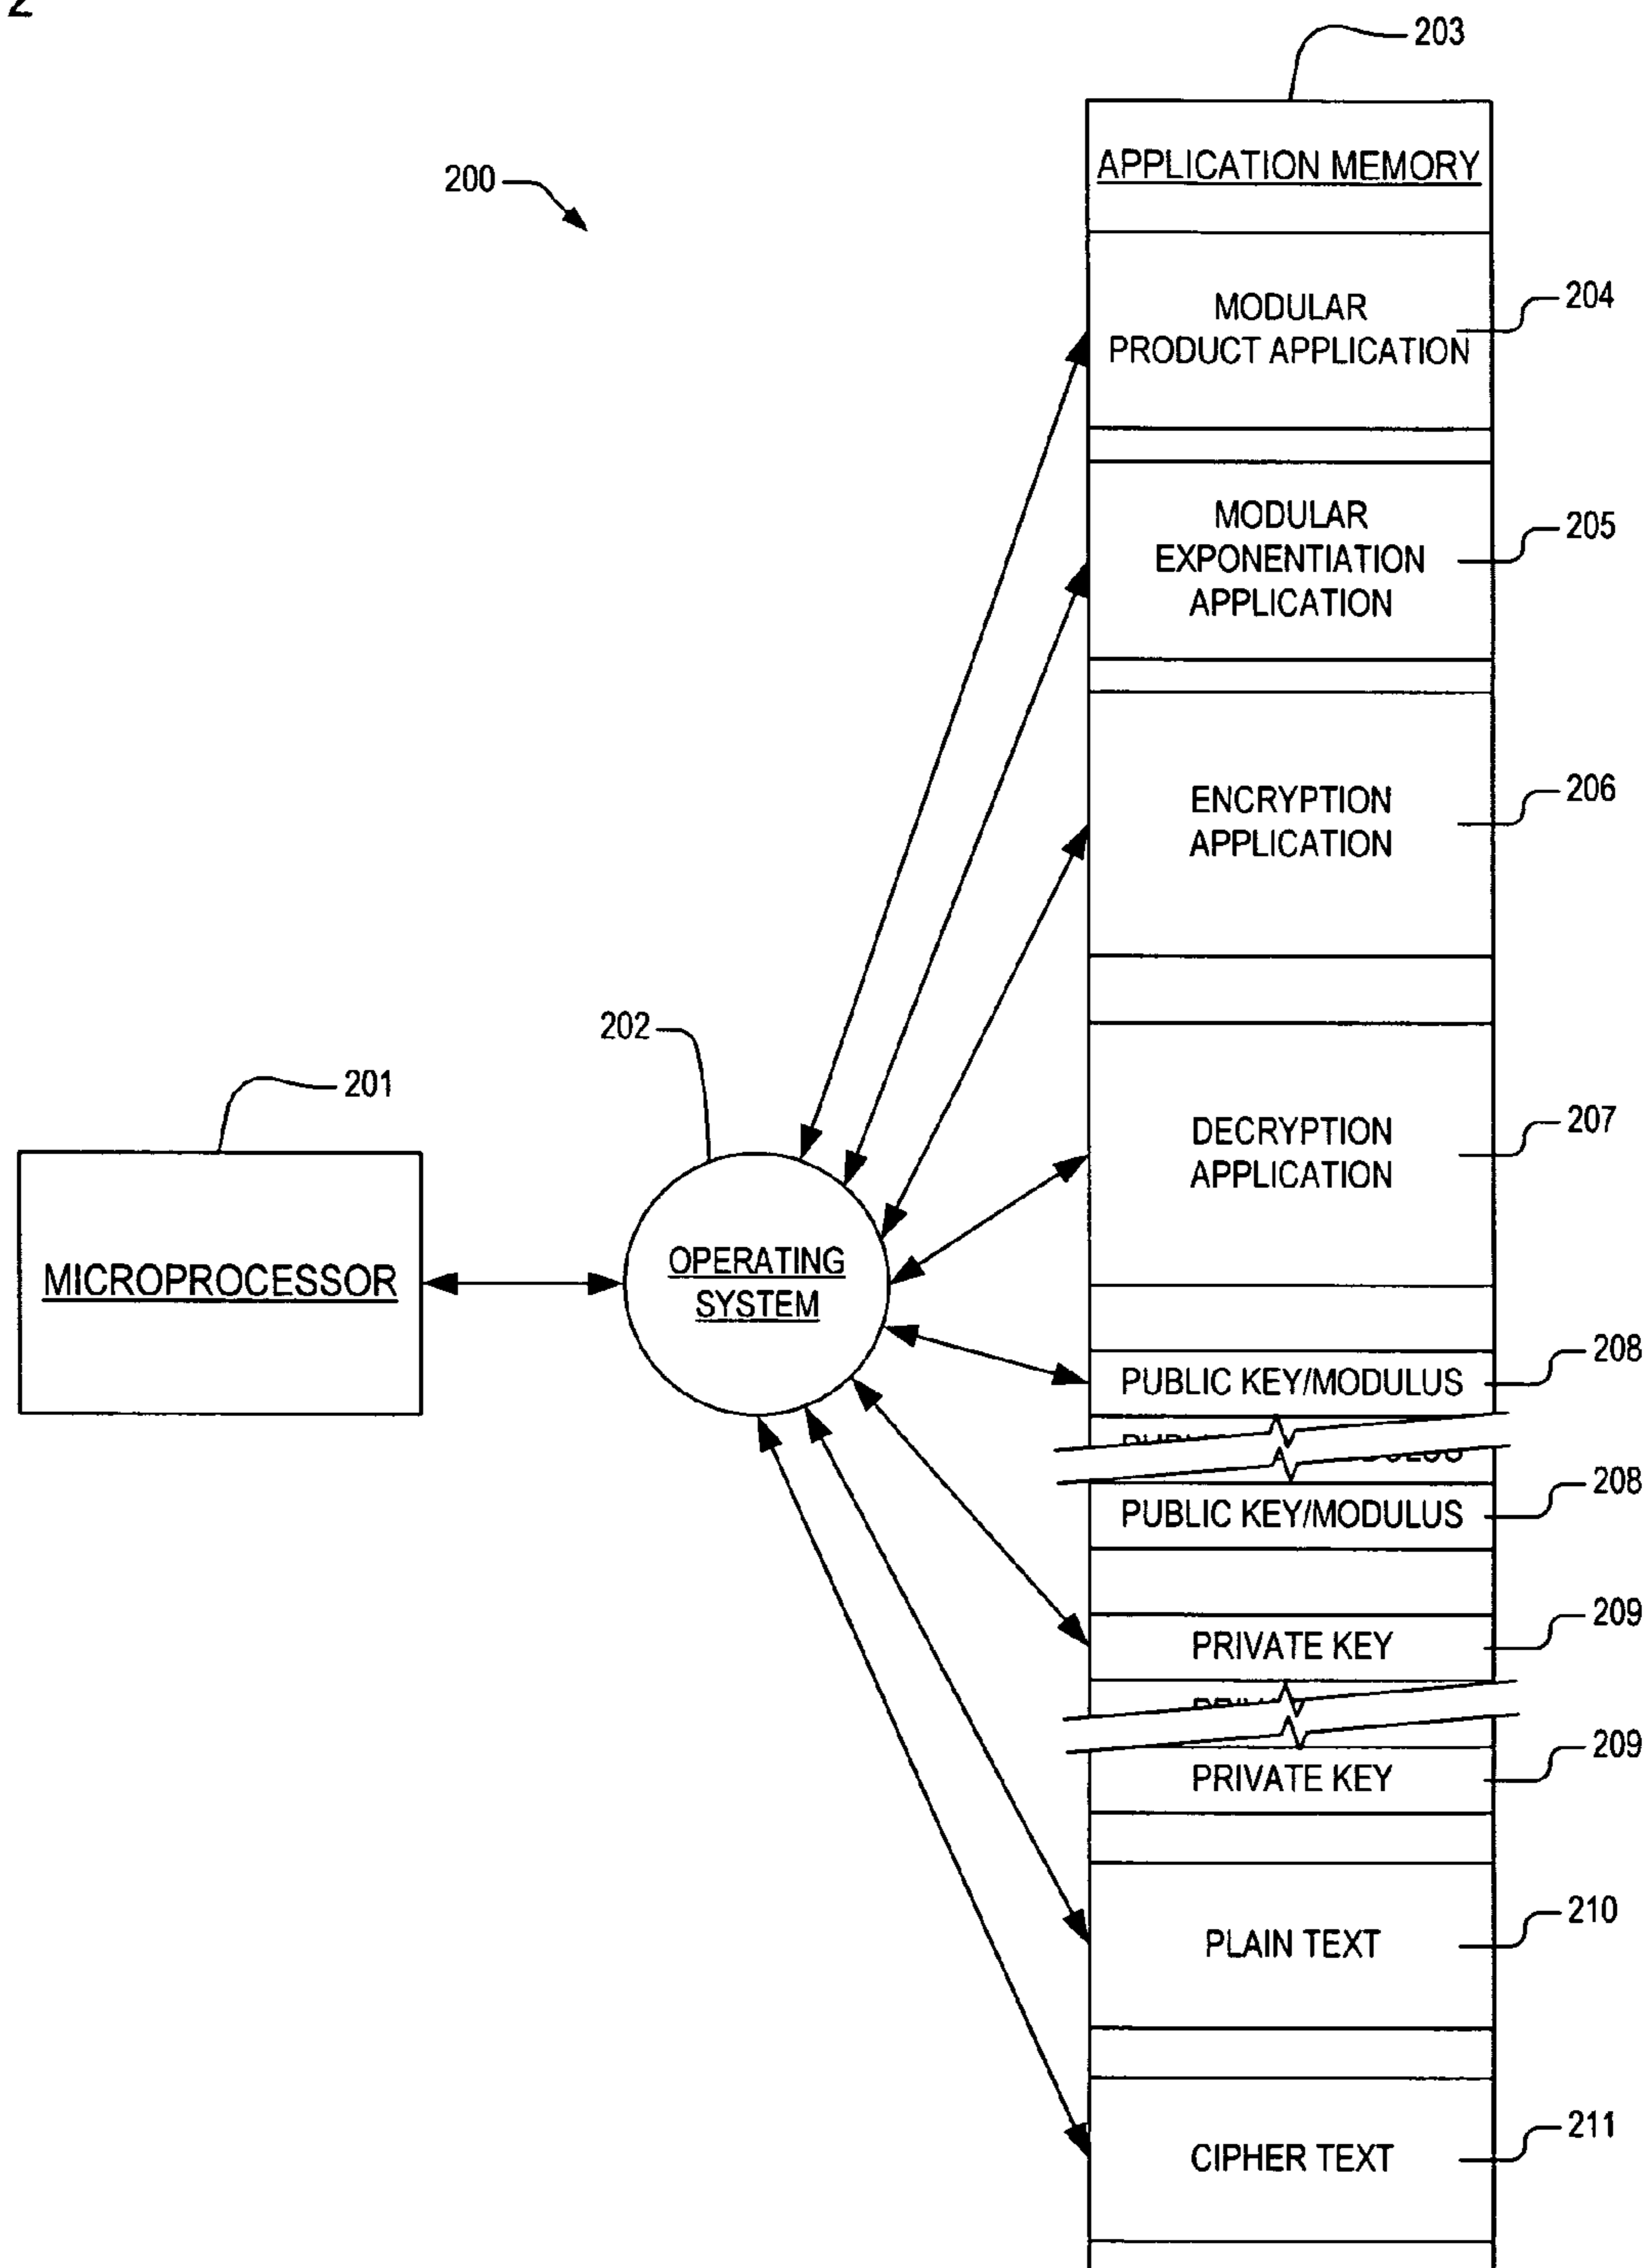 2
203
APPLICATION MEMORY
200
MODULAR
PRODUCT APPLICATION
204
MODULAR
EXPONENTIATION
APPLICATION
205
ENCRYPTION
APPLICATION
206
202
DECRYPTION
APPLICATION
207
201
MICROPROCESSOR
OPERATING
SYSTEM
PUBLIC KEY/MODULUS
208
PUBLIC KEY/MODULUS
208
PRIVATE KEY
209
PRIVATE KEY
209
PLAIN TEXT
210
CIPHER TEXT
211